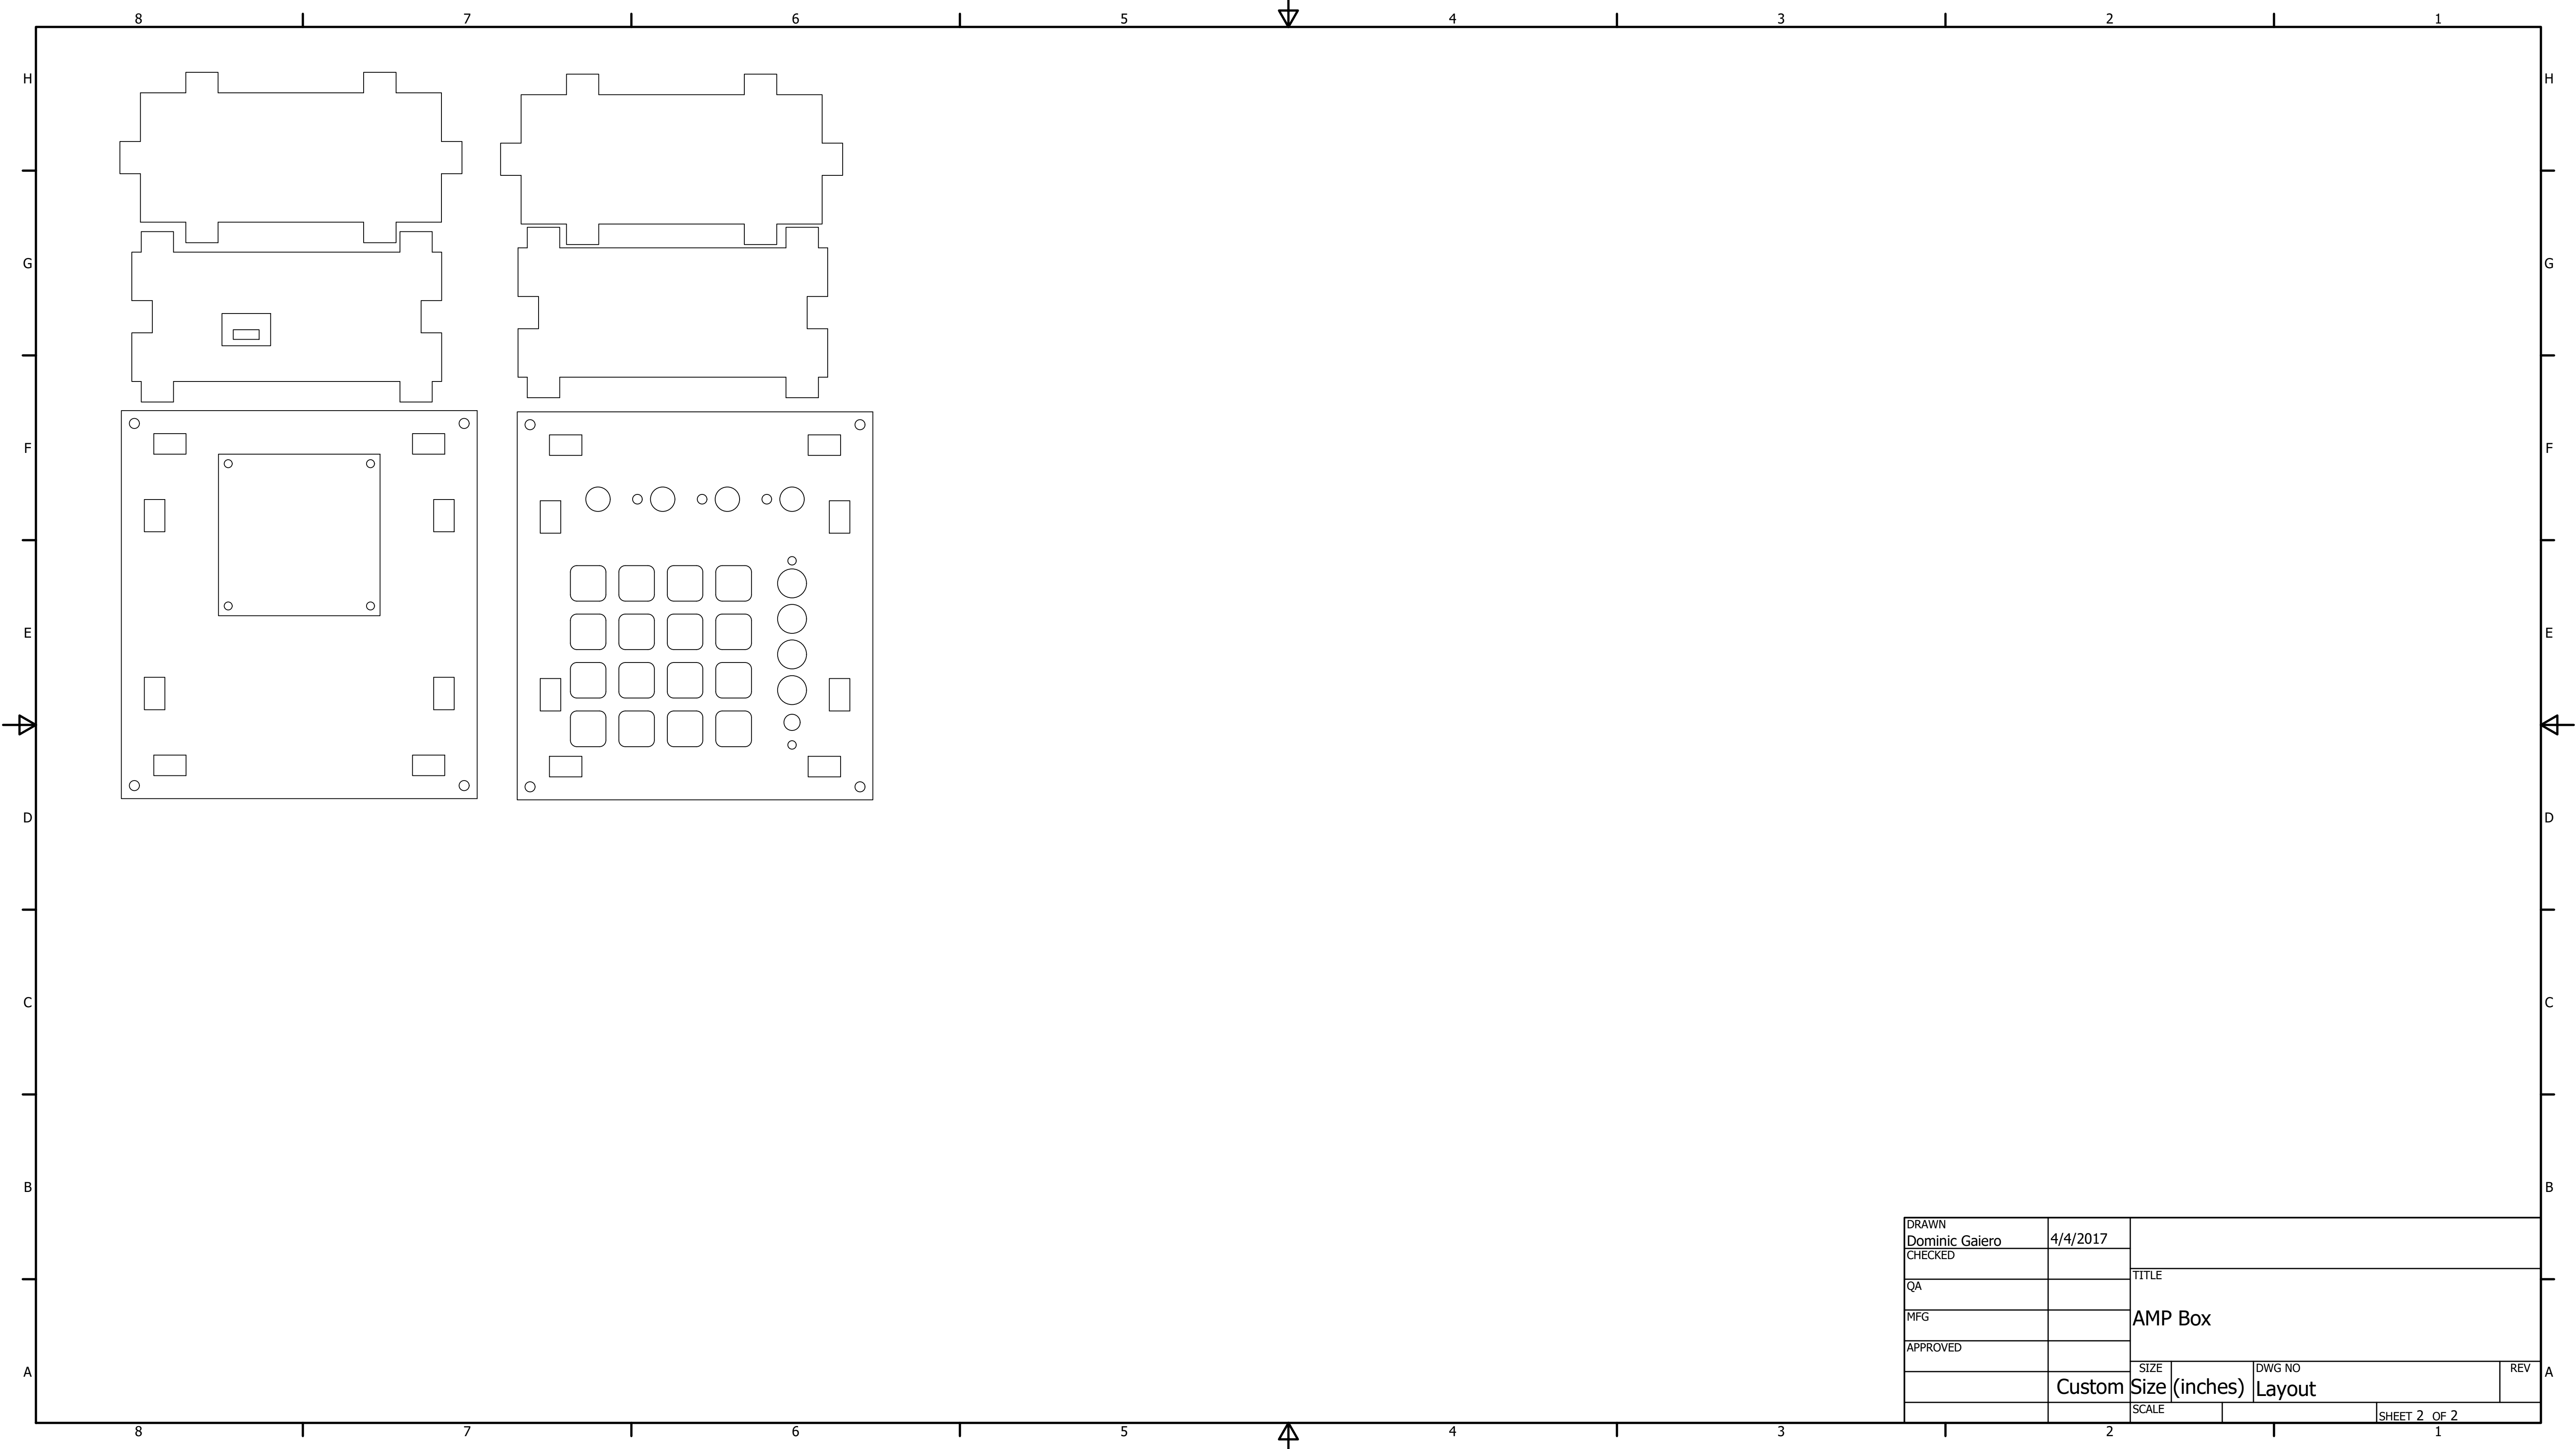 8 7 6 5 4 3 2 1
H H
G G
F F
E E
D D
C C
B B
A A
DRAWN
Dominic Gaiero 4/4/2017
CHECKED
QA
MFG
APPROVED
TITLE
AMP Box
SIZE DWG NO REV
Custom Size (inches) Layout
SCALE SHEET 2 OF 2
8 7 6 5 4 3 2 1